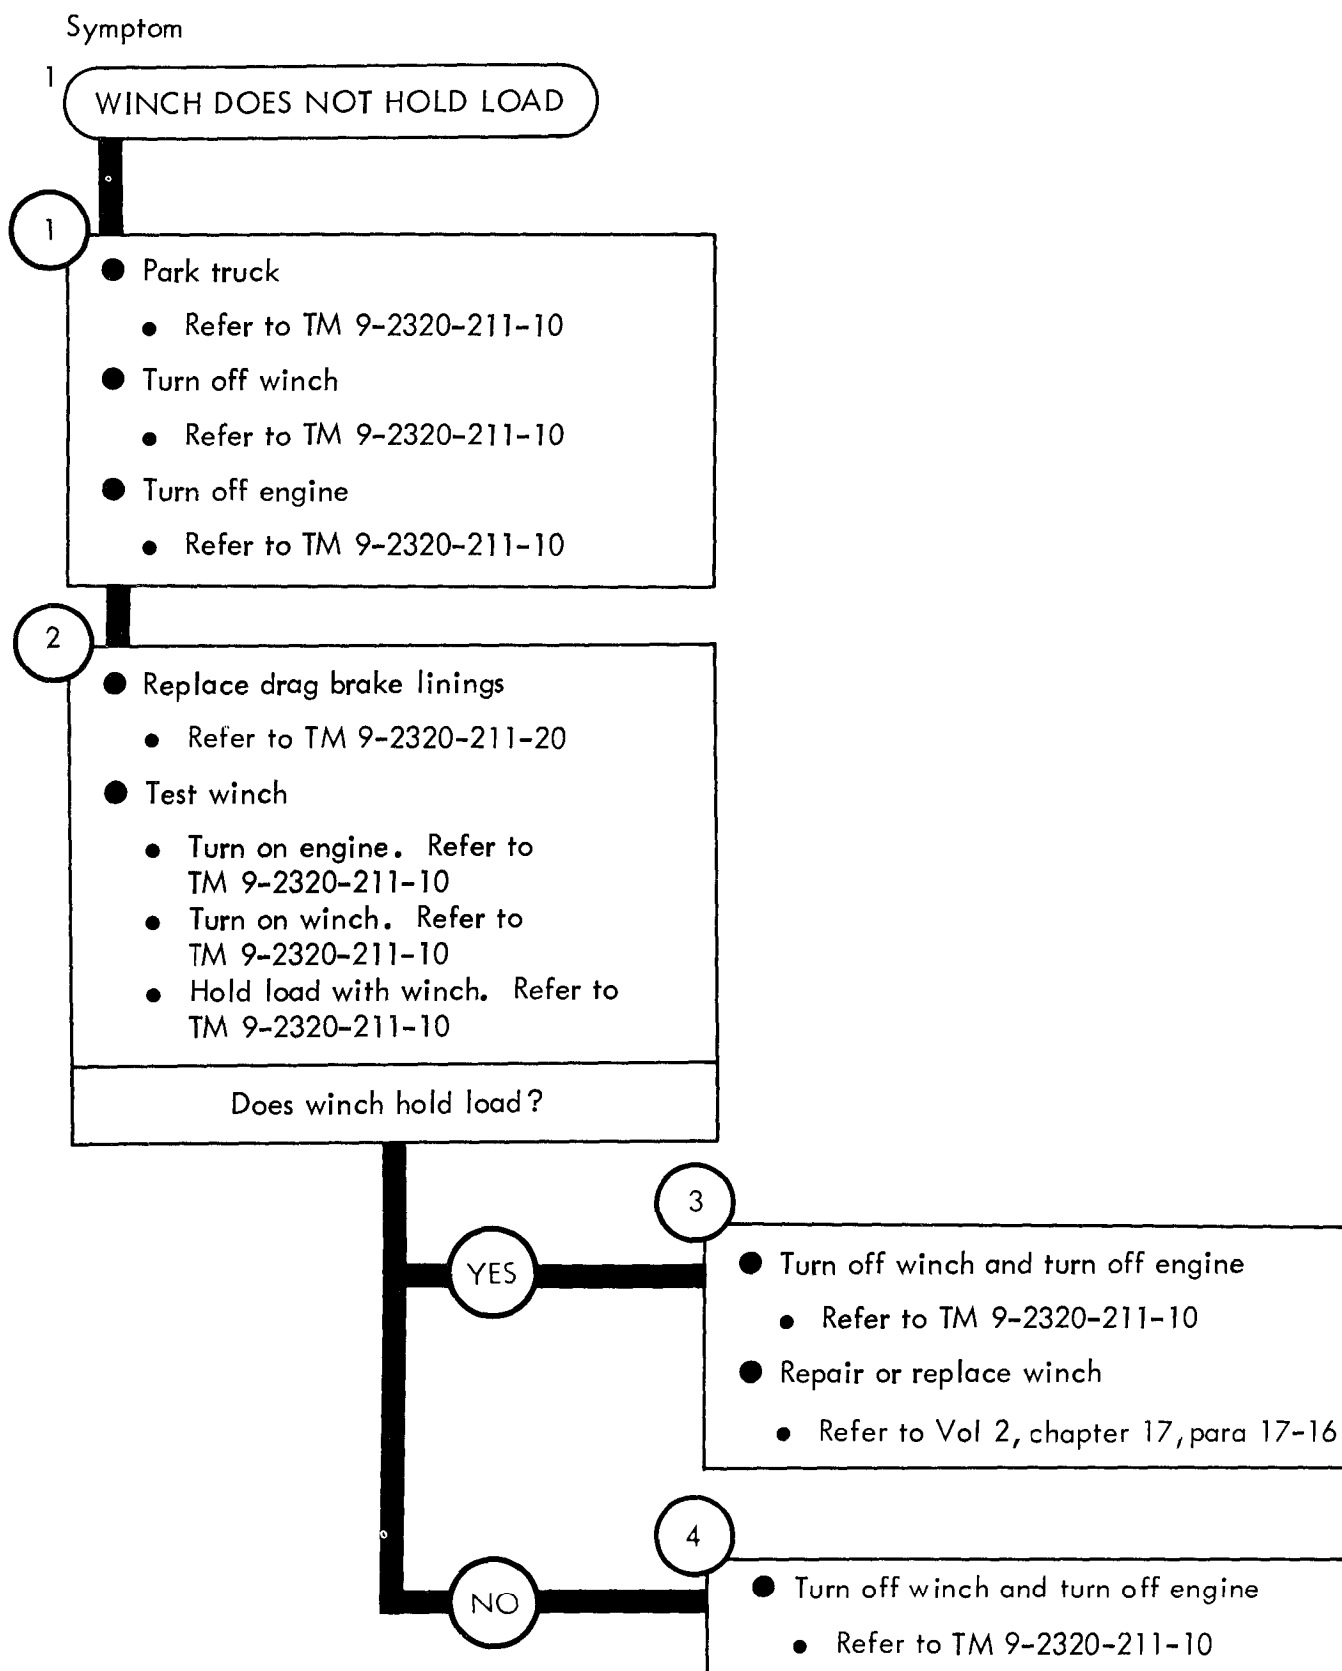 Symptom
1
WINCH DOES NOT HOLD LOAD
1
● Park truck
● Refer to TM 9-2320-211-10
● Turn off winch
● Refer to TM 9-2320-211-10
● Turn off engine
● Refer to TM 9-2320-211-10
2
● Replace drag brake linings
● Refer to TM 9-2320-211-20
● Test winch
● Turn on engine. Refer to
TM 9-2320-211-10
● Turn on winch. Refer to
TM 9-2320-211-10
● Hold load with winch. Refer to
TM 9-2320-211-10
Does winch hold load?
YES
3
● Turn off winch and turn off engine
● Refer to TM 9-2320-211-10
● Repair or replace winch
● Refer to Vol 2, chapter 17, para 17-16
NO
4
● Turn off winch and turn off engine
● Refer to TM 9-2320-211-10